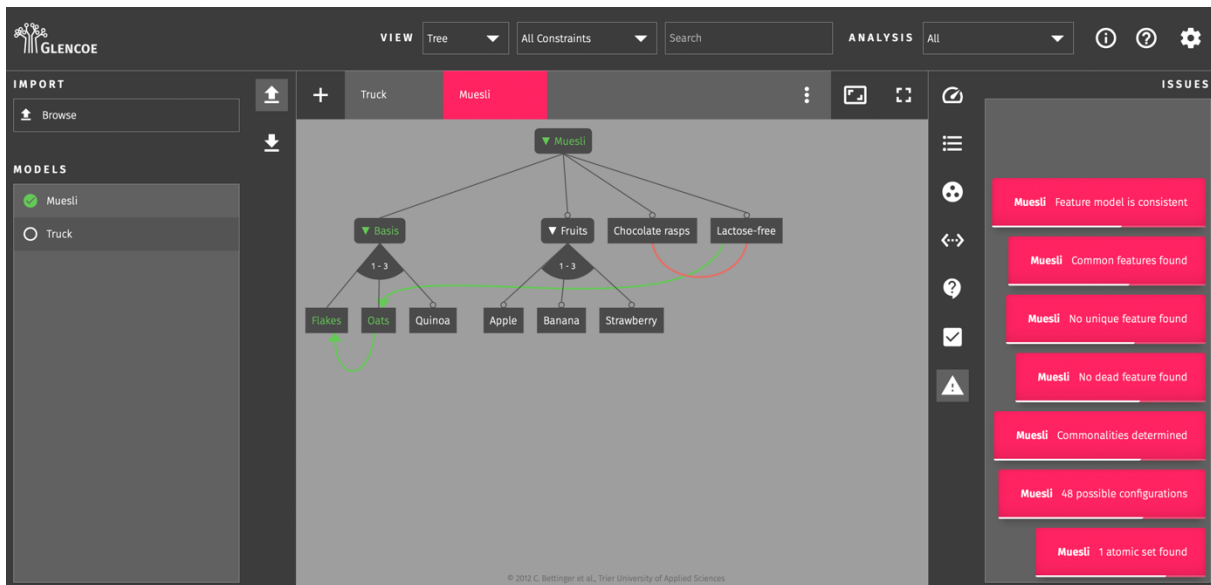 GLENCOE
VIEW Tree All Constraints Search ANALYSIS All
IMPORT
Browse
MODELS
Muesli
Truck
Truck Muesli
▼ Muesli
▼ Basis ▼ Fruits Chocolate rasps Lactose-free
1 - 3 1 - 3
Flakes Oats Quinoa Apple Banana Strawberry
© 2012 C. Bettinger et al., Trier University of Applied Sciences
ISSUES
Muesli Feature model is consistent
Muesli Common features found
Muesli No unique feature found
Muesli No dead feature found
Muesli Commonalities determined
Muesli 48 possible configurations
Muesli 1 atomic set found